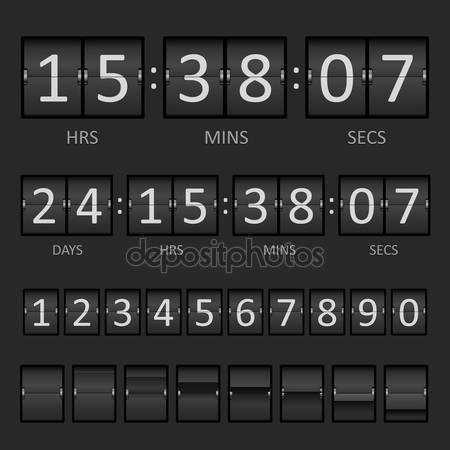 15:38:07
HRS MINS SECS
24:15:38:07
DAYS HRS MINS SECS
depositphotos
1 2 3 4 5 6 7 8 9 0